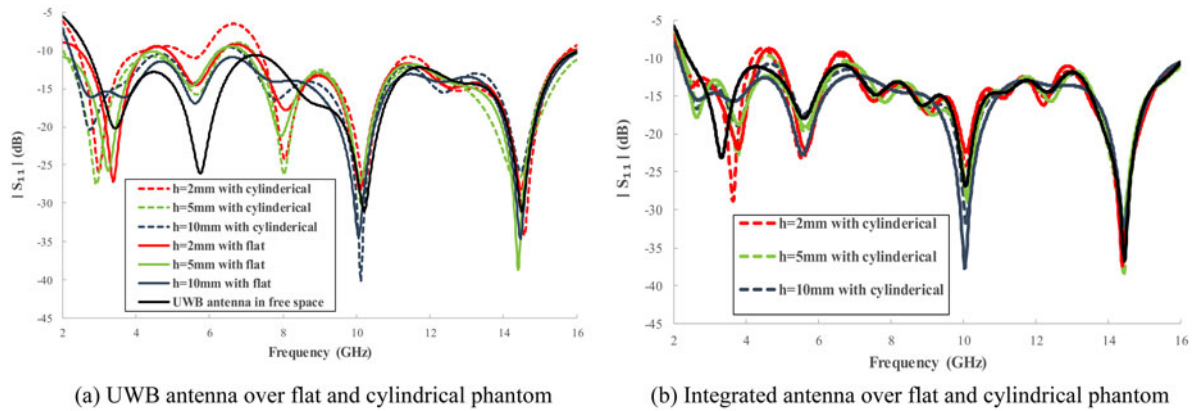 -5
-10
-15
-20
-25
-30
-35
-40
-45
| S11 | (dB)
h=2mm with cylinderical
h=5mm with cylinderical
h=10mm with cylinderical
h=2mm with flat
h=5mm with flat
h=10mm with flat
UWB antenna in free space
2 4 6 8 10 12 14 16
Frequency (GHz)
(a) UWB antenna over flat and cylindrical phantom
-5
-10
-15
-20
-25
-30
-35
-40
-45
| S11 | (dB)
h=2mm with cylinderical
h=5mm with cylinderical
h=10mm with cylinderical
2 4 6 8 10 12 14 16
Frequency (GHz)
(b) Integrated antenna over flat and cylindrical phantom